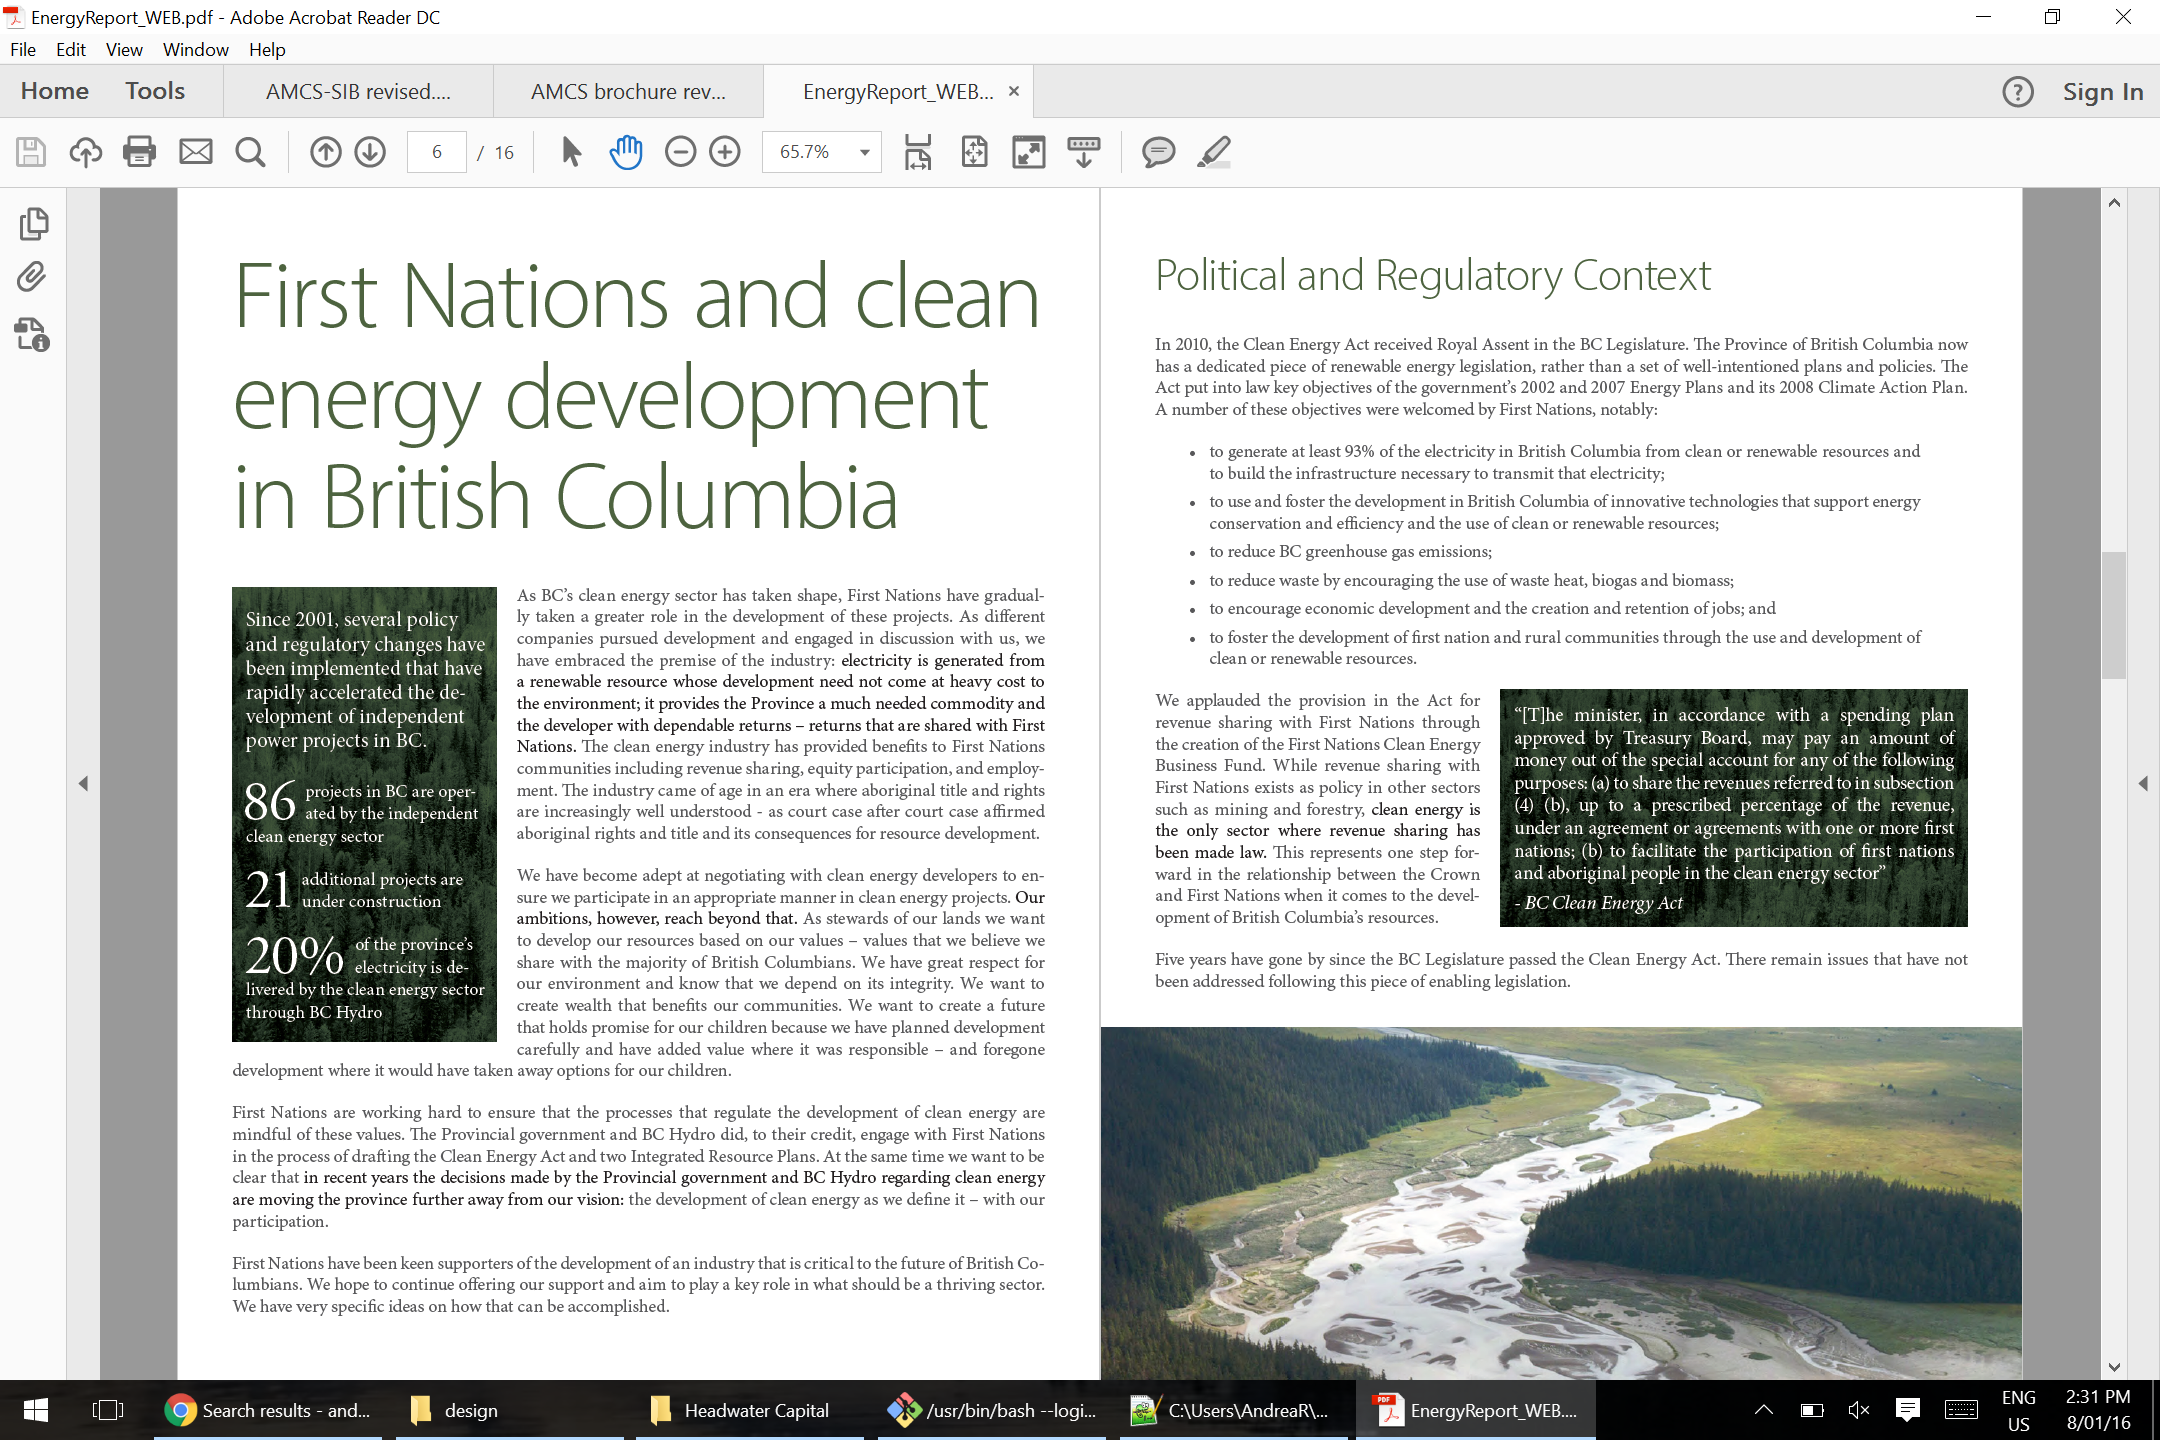 EnergyReport_WEB.pdf - Adobe Acrobat Reader DC
File Edit View Window Help
Home Tools AMCS-SIB revised.... AMCS brochure rev... EnergyReport_WEB... Sign In
6 / 16 65.7%
First Nations and clean
energy development
in British Columbia
Since 2001, several policy
and regulatory changes have
been implemented that have
rapidly accelerated the de-
velopment of independent
power projects in BC.
86 projects in BC are oper-
ated by the independent
clean energy sector
21 additional projects are
under construction
20% of the province's
electricity is de-
livered by the clean energy sector
through BC Hydro
As BC's clean energy sector has taken shape, First Nations have gradual-
ly taken a greater role in the development of these projects. As different
companies pursued development and engaged in discussion with us, we
have embraced the premise of the industry: electricity is generated from
a renewable resource whose development need not come at heavy cost to
the environment; it provides the Province a much needed commodity and
the developer with dependable returns – returns that are shared with First
Nations. The clean energy industry has provided benefits to First Nations
communities including revenue sharing, equity participation, and employ-
ment. The industry came of age in an era where aboriginal title and rights
are increasingly well understood - as court case after court case affirmed
aboriginal rights and title and its consequences for resource development.
We have become adept at negotiating with clean energy developers to en-
sure we participate in an appropriate manner in clean energy projects. Our
ambitions, however, reach beyond that. As stewards of our lands we want
to develop our resources based on our values – values that we believe we
share with the majority of British Columbians. We have great respect for
our environment and know that we depend on its integrity. We want to
create wealth that benefits our communities. We want to create a future
that holds promise for our children because we have planned development
carefully and have added value where it was responsible – and foregone
development where it would have taken away options for our children.
First Nations are working hard to ensure that the processes that regulate the development of clean energy are
mindful of these values. The Provincial government and BC Hydro did, to their credit, engage with First Nations
in the process of drafting the Clean Energy Act and two Integrated Resource Plans. At the same time we want to be
clear that in recent years the decisions made by the Provincial government and BC Hydro regarding clean energy
are moving the province further away from our vision: the development of clean energy as we define it – with our
participation.
First Nations have been keen supporters of the development of an industry that is critical to the future of British Co-
lumbians. We hope to continue offering our support and aim to play a key role in what should be a thriving sector.
We have very specific ideas on how that can be accomplished.
Political and Regulatory Context
In 2010, the Clean Energy Act received Royal Assent in the BC Legislature. The Province of British Columbia now
has a dedicated piece of renewable energy legislation, rather than a set of well-intentioned plans and policies. The
Act put into law key objectives of the government's 2002 and 2007 Energy Plans and its 2008 Climate Action Plan.
A number of these objectives were welcomed by First Nations, notably:
• to generate at least 93% of the electricity in British Columbia from clean or renewable resources and
to build the infrastructure necessary to transmit that electricity;
• to use and foster the development in British Columbia of innovative technologies that support energy
conservation and efficiency and the use of clean or renewable resources;
• to reduce BC greenhouse gas emissions;
• to reduce waste by encouraging the use of waste heat, biogas and biomass;
• to encourage economic development and the creation and retention of jobs; and
• to foster the development of first nation and rural communities through the use and development of
clean or renewable resources.
We applauded the provision in the Act for
revenue sharing with First Nations through
the creation of the First Nations Clean Energy
Business Fund. While revenue sharing with
First Nations exists as policy in other sectors
such as mining and forestry, clean energy is
the only sector where revenue sharing has
been made law. This represents one step for-
ward in the relationship between the Crown
and First Nations when it comes to the devel-
opment of British Columbia's resources.
"[T]he minister, in accordance with a spending plan
approved by Treasury Board, may pay an amount of
money out of the special account for any of the following
purposes: (a) to share the revenues referred to in subsection
(4) (b), up to a prescribed percentage of the revenue,
under an agreement or agreements with one or more first
nations; (b) to facilitate the participation of first nations
and aboriginal people in the clean energy sector"
- BC Clean Energy Act
Five years have gone by since the BC Legislature passed the Clean Energy Act. There remain issues that have not
been addressed following this piece of enabling legislation.
Search results - and... design Headwater Capital /usr/bin/bash --logi... C:\Users\AndreaR\... EnergyReport_WEB.... ENG 2:31 PM
US 8/01/16